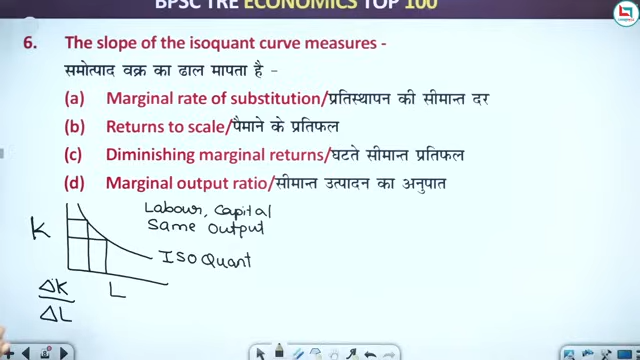 BPSC TRE ECONOMICS TOP 100
6. The slope of the isoquant curve measures -
समोत्पाद वक्र का ढाल मापता है -
(a) Marginal rate of substitution/प्रतिस्थापन की सीमान्त दर
(b) Returns to scale/पैमाने के प्रतिफल
(c) Diminishing marginal returns/घटते सीमान्त प्रतिफल
(d) Marginal output ratio/सीमान्त उत्पादन का अनुपात
Labour, Capital
Same Output
K
ISO Quant
ΔK
ΔL
L